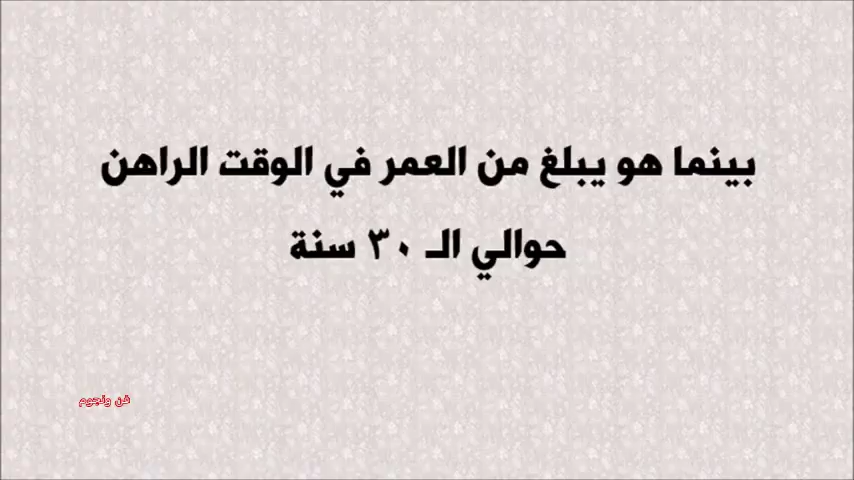 بينما هو يبلغ من العمر في الوقت الراهن
حوالي الـ ٣٠ سنة
فن ونجوم